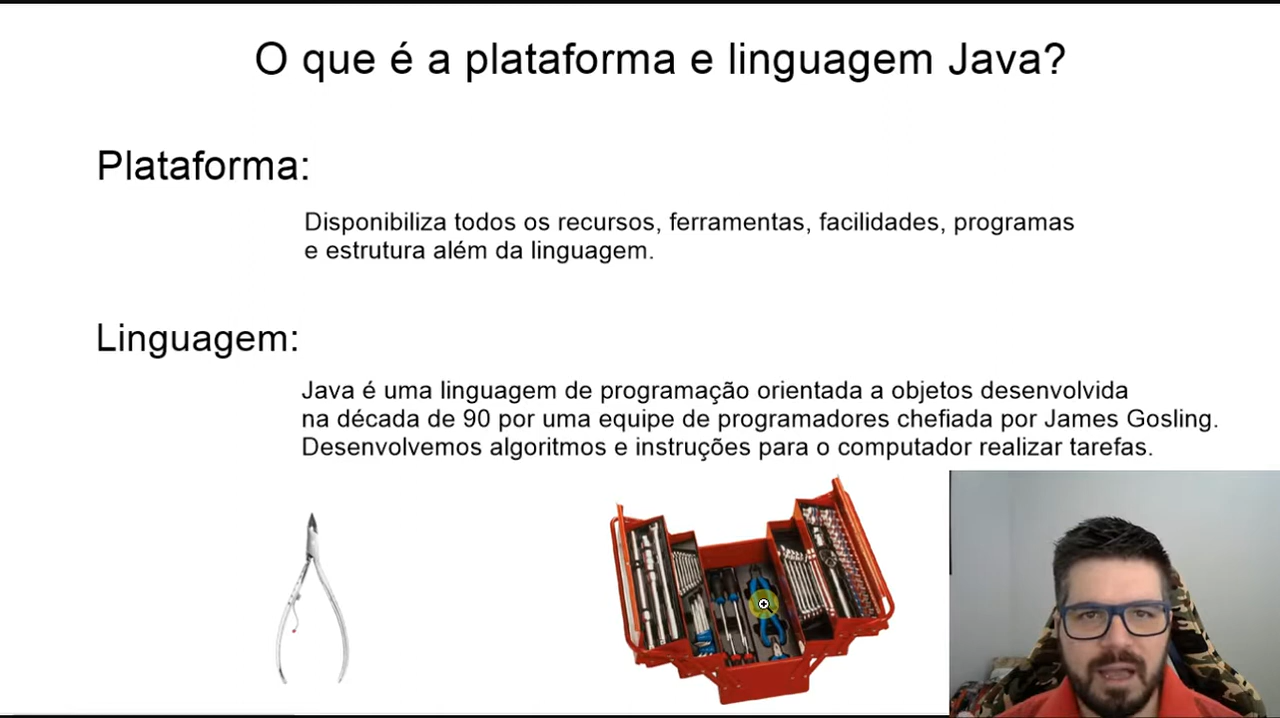 O que é a plataforma e linguagem Java?
Plataforma:
Disponibiliza todos os recursos, ferramentas, facilidades, programas
e estrutura além da linguagem.
Linguagem:
Java é uma linguagem de programação orientada a objetos desenvolvida
na década de 90 por uma equipe de programadores chefiada por James Gosling.
Desenvolvemos algoritmos e instruções para o computador realizar tarefas.